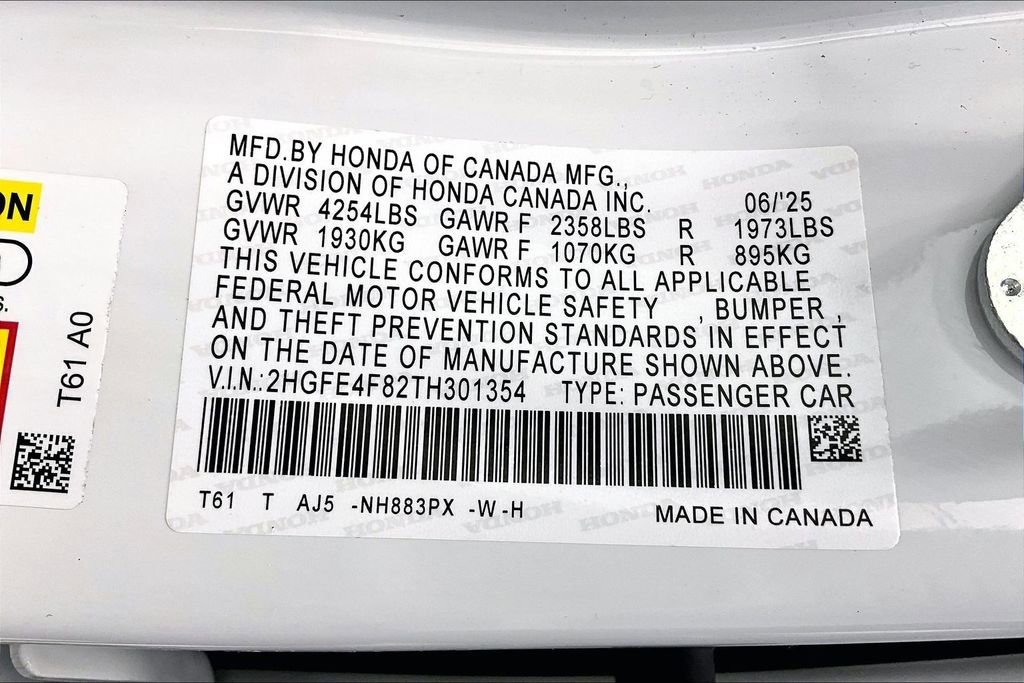 MFD.BY HONDA OF CANADA MFG.,
A DIVISION OF HONDA CANADA INC. 06/'25
GVWR 4254LBS GAWR F 2358LBS R 1973LBS
GVWR 1930KG GAWR F 1070KG R 895KG
THIS VEHICLE CONFORMS TO ALL APPLICABLE
FEDERAL MOTOR VEHICLE SAFETY , BUMPER ,
AND THEFT PREVENTION STANDARDS IN EFFECT
ON THE DATE OF MANUFACTURE SHOWN ABOVE.
V.I.N.:2HGFE4F82TH301354 TYPE: PASSENGER CAR
T61 T AJ5 -NH883PX -W-H
MADE IN CANADA
ON
S.
T61 A0